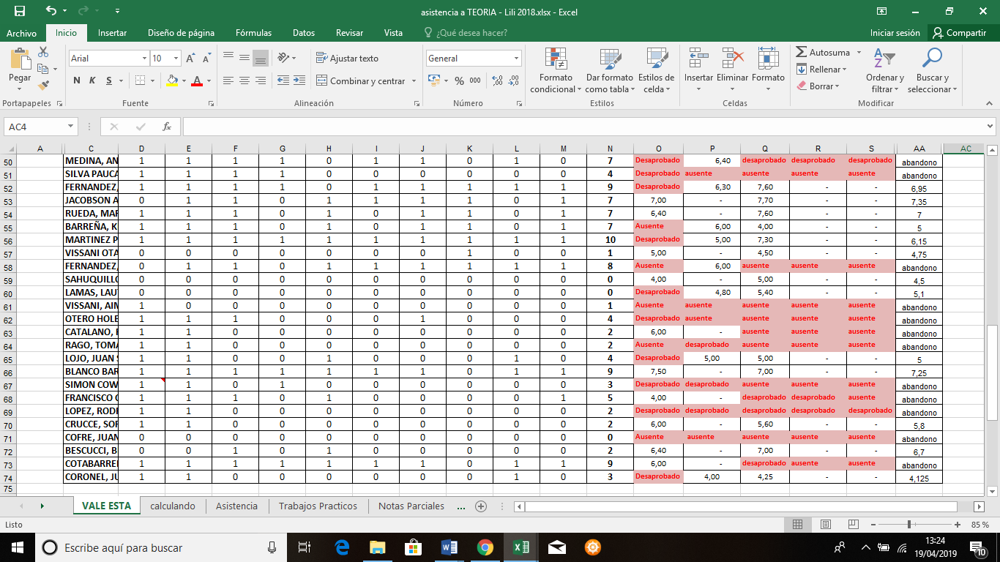 asistencia a TEORIA - Lili 2018.xlsx - Excel
Archivo Inicio Insertar Diseño de página Fórmulas Datos Revisar Vista ¿Qué desea hacer? Iniciar sesión Compartir
Pegar Arial 10 N K S Ajustar texto Combinar y centrar General % 000 Formato condicional Dar formato como tabla Estilos de celda Insertar Eliminar Formato Autosuma Rellenar Borrar Ordenar y filtrar Buscar y seleccionar
Portapapeles Fuente Alineación Número Estilos Celdas Modificar
AC4 fx
A C D E F G H I J K L M N O P Q R S AA AC
50 MEDINA, AN 1 1 1 1 0 1 1 0 1 0 7 Desaprobado 6,40 desaprobado desaprobado desaprobado abandono
51 SILVA PAUCA 1 1 1 1 0 0 0 0 0 0 4 Desaprobado ausente ausente ausente ausente abandono
52 FERNANDEZ, 1 1 1 1 0 1 1 1 1 1 9 Desaprobado 6,30 7,60 - - 6,95
53 JACOBSON A 0 1 1 0 1 1 1 1 0 1 7 7,00 - 7,70 - - 7,35
54 RUEDA, MAR 1 1 1 0 1 0 1 1 0 1 7 6,40 - 7,60 - - 7
55 BARREÑA, K 1 1 1 0 1 0 1 1 0 1 7 Ausente 6,00 4,00 - - 5
56 MARTINEZ P 1 1 1 1 1 1 1 1 1 1 10 Desaprobado 5,00 7,30 - - 6,15
57 VISSANI OTA 0 0 0 0 0 0 0 1 0 0 1 5,00 - 4,50 - - 4,75
58 FERNANDEZ, 0 1 1 0 1 1 1 1 1 1 8 Ausente 6,00 ausente ausente ausente abandono
59 SAHUQUILLO 0 0 0 0 0 0 0 0 0 0 0 4,00 - 5,00 - - 4,5
60 LAMAS, LAU 0 0 0 0 0 0 0 0 0 0 0 Desaprobado 4,80 5,40 - - 5,1
61 VISSANI, AIM 1 0 0 0 0 0 0 0 0 0 1 Ausente ausente ausente ausente ausente abandono
62 OTERO HOLE 1 1 1 0 0 0 1 0 0 0 4 Desaprobado ausente ausente ausente ausente abandono
63 CATALANO, 1 1 0 0 0 0 0 0 0 0 2 6,00 - ausente ausente ausente abandono
64 RAGO, TOMA 1 1 0 0 0 0 0 0 0 0 2 Ausente desaprobado ausente ausente ausente abandono
65 LOJO, JUAN S 1 1 0 0 1 0 0 0 1 0 4 Desaprobado 5,00 5,00 - - 5
66 BLANCO BAR 1 1 1 1 1 1 1 1 0 1 0 9 7,50 - 7,00 - - 7,25
67 SIMON COW 1 1 0 1 0 0 0 0 0 0 3 Desaprobado desaprobado ausente ausente ausente abandono
68 FRANCISCO 1 1 1 0 1 0 0 0 0 1 5 4,00 - desaprobado desaprobado ausente abandono
69 LOPEZ, RODR 1 1 0 0 0 0 0 0 0 0 2 Desaprobado desaprobado desaprobado desaprobado desaprobado abandono
70 CRUCCE, SOF 1 1 0 0 0 0 0 0 0 0 2 6,00 - 5,60 - - 5,8
71 COFRE, JUAN 0 0 0 0 0 0 0 0 0 0 0 Ausente ausente ausente ausente ausente abandono
72 BESCUCCI, B 0 0 1 0 1 0 0 0 0 0 2 6,40 - 7,00 - - 6,7
73 COTABARREI 1 1 1 1 1 1 1 0 1 1 9 6,00 - desaprobado ausente ausente abandono
74 CORONEL, JU 1 1 0 0 0 0 0 0 1 0 3 Desaprobado 4,00 4,25 - - 4,125
75
VALE ESTA calculando Asistencia Trabajos Practicos Notas Parciales ...
Listo 85 %
Escribe aquí para buscar 13:24
19/04/2019 10